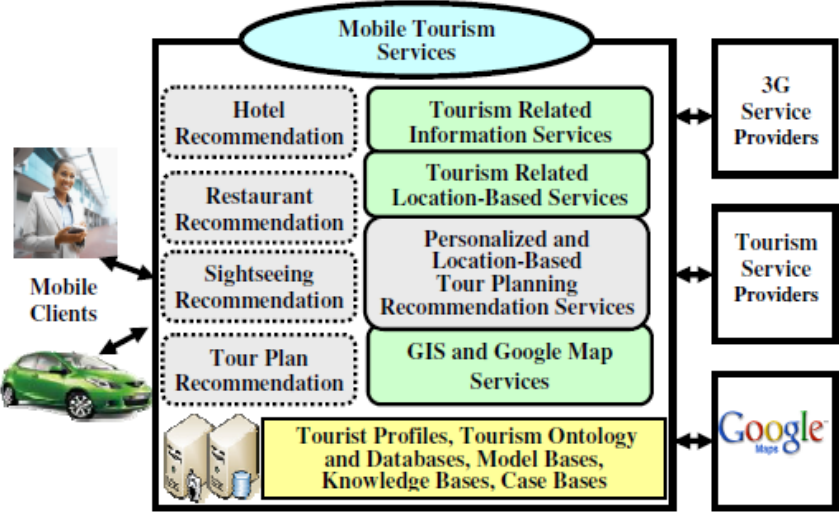 Mobile Tourism
Services
Hotel
Recommendation
Restaurant
Recommendation
Sightseeing
Recommendation
Tour Plan
Recommendation
Tourism Related
Information Services
Tourism Related
Location-Based Services
Personalized and
Location-Based
Tour Planning
Recommendation Services
GIS and Google Map
Services
Tourist Profiles, Tourism Ontology
and Databases, Model Bases,
Knowledge Bases, Case Bases
Mobile
Clients
3G
Service
Providers
Tourism
Service
Providers
Google
Maps